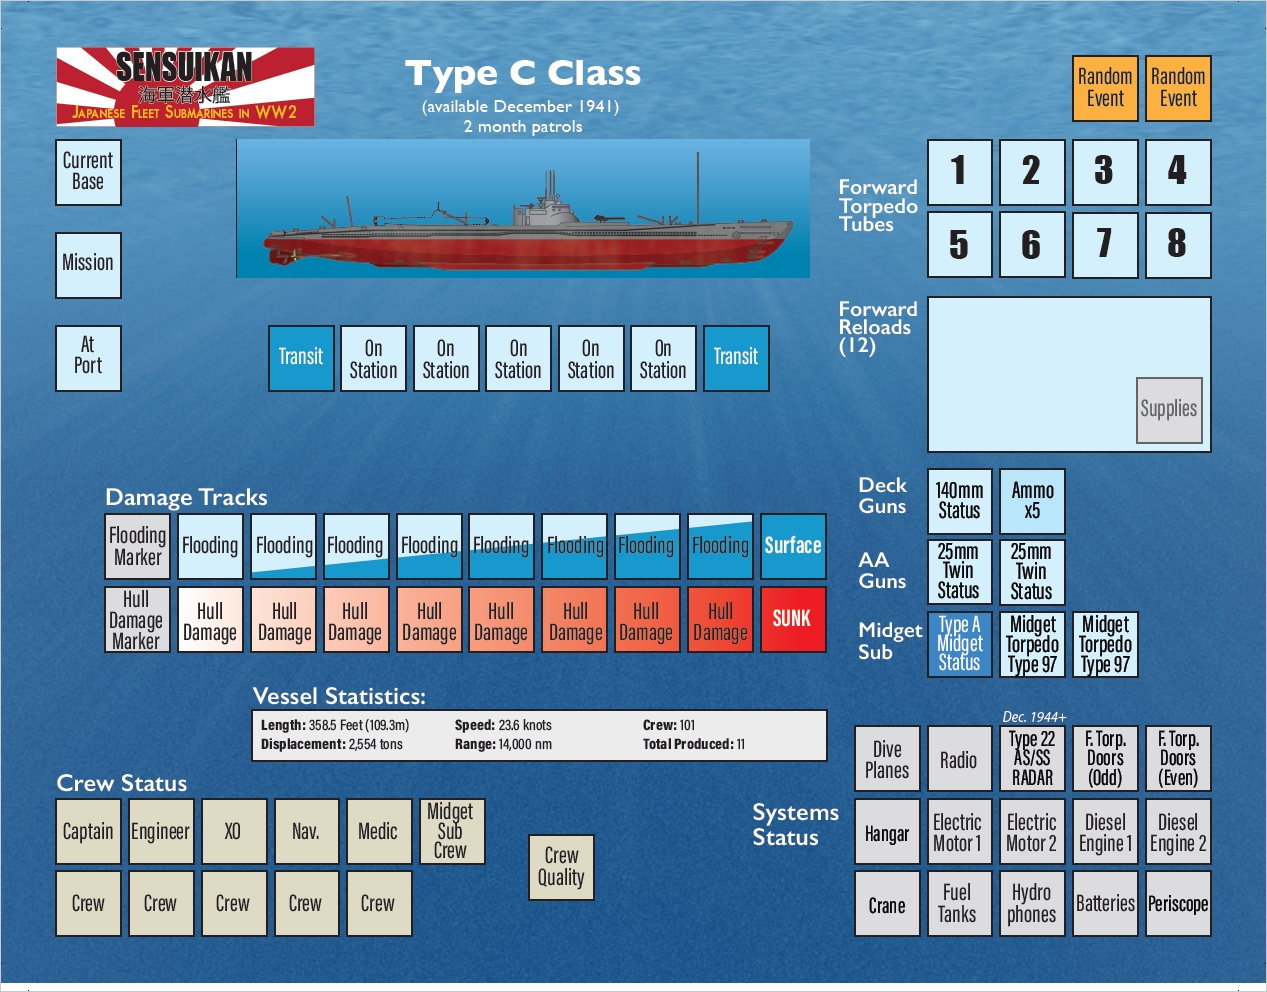 SENSUIKAN
海軍潜水艦
JAPANESE FLEET SUBMARINES IN WW2
Type C Class
(available December 1941)
2 month patrols
Random
Event
Random
Event
Current
Base
Mission
At
Port
Forward
Torpedo
Tubes
1 2 3 4
5 6 7 8
Forward
Reloads
(12)
Supplies
Transit
On
Station
On
Station
On
Station
On
Station
On
Station
Transit
Deck
Guns
140mm
Status
Ammo
x5
AA
Guns
25mm
Twin
Status
25mm
Twin
Status
Midget
Sub
Type A
Midget
Status
Midget
Torpedo
Type 97
Midget
Torpedo
Type 97
Damage Tracks
Flooding
Marker
Flooding
Flooding
Flooding
Flooding
Flooding
Flooding
Flooding
Flooding
Surface
Hull
Damage
Marker
Hull
Damage
Hull
Damage
Hull
Damage
Hull
Damage
Hull
Damage
Hull
Damage
Hull
Damage
Hull
Damage
SUNK
Vessel Statistics:
Length: 358.5 Feet (109.3m) Speed: 23.6 knots Crew: 101
Displacement: 2,554 tons Range: 14,000 nm Total Produced: 11
Crew Status
Captain
Engineer
XO
Nav.
Medic
Midget
Sub
Crew
Crew
Crew
Crew
Crew
Crew
Crew
Quality
Systems
Status
Dec. 1944+
Dive
Planes
Radio
Type 22
AS/SS
RADAR
F. Torp.
Doors
(Odd)
F. Torp.
Doors
(Even)
Hangar
Electric
Motor 1
Electric
Motor 2
Diesel
Engine 1
Diesel
Engine 2
Crane
Fuel
Tanks
Hydro
phones
Batteries
Periscope